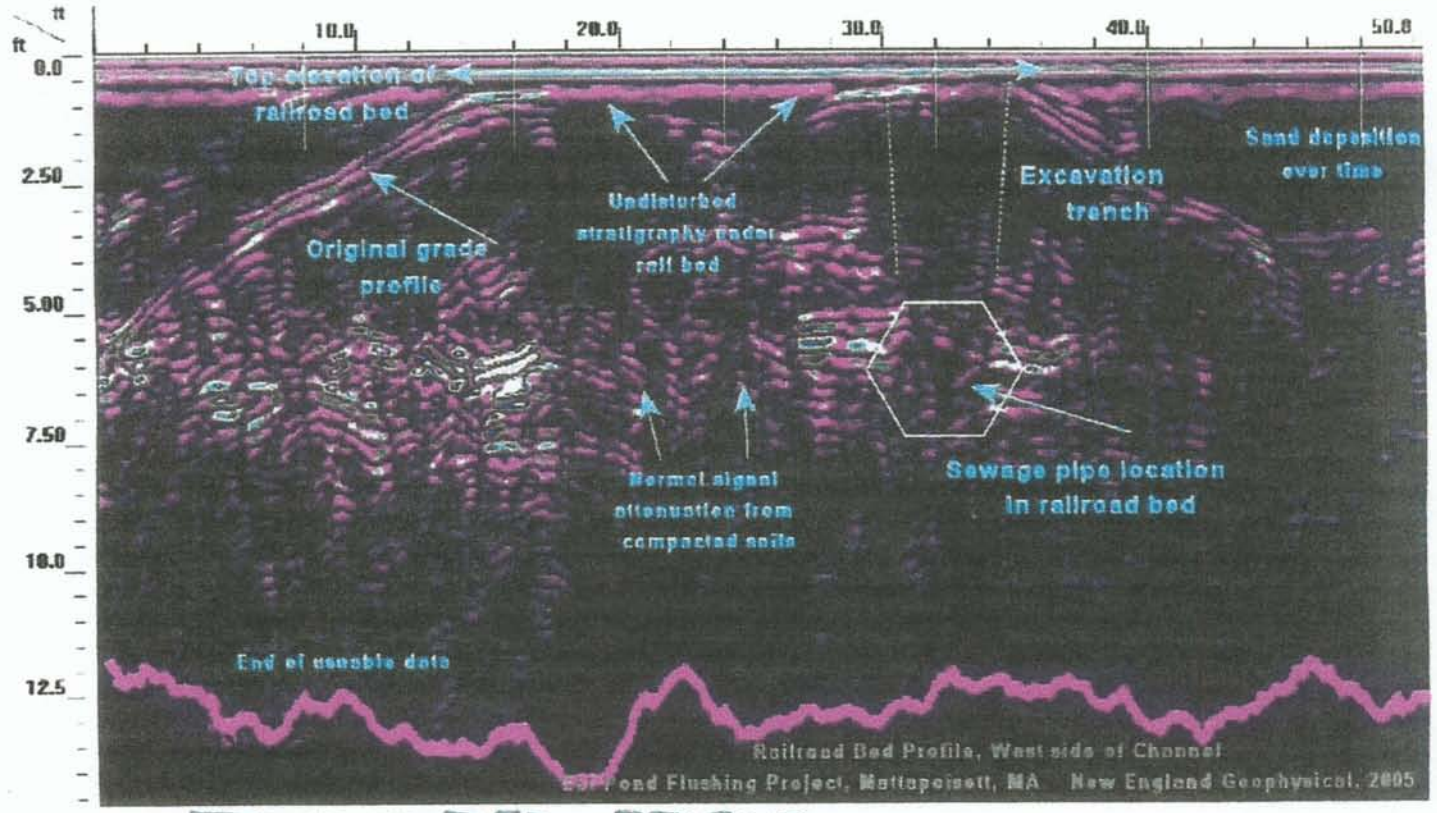 ft
ft
10.0
20.0
30.0
40.0
50.0
0.0
2.50
5.00
7.50
10.0
12.5
Top elevation of
railroad bed
Original grade
profile
Undisturbed
stratigraphy under
rail bed
Excavation
trench
Sand deposition
over time
Normal signal
attenuation from
compacted soils
Sewage pipe location
in railroad bed
End of usable data
Railroad Bed Profile, West side of Channel
Pond Flushing Project, Mattapoisett, MA New England Geophysical, 2005